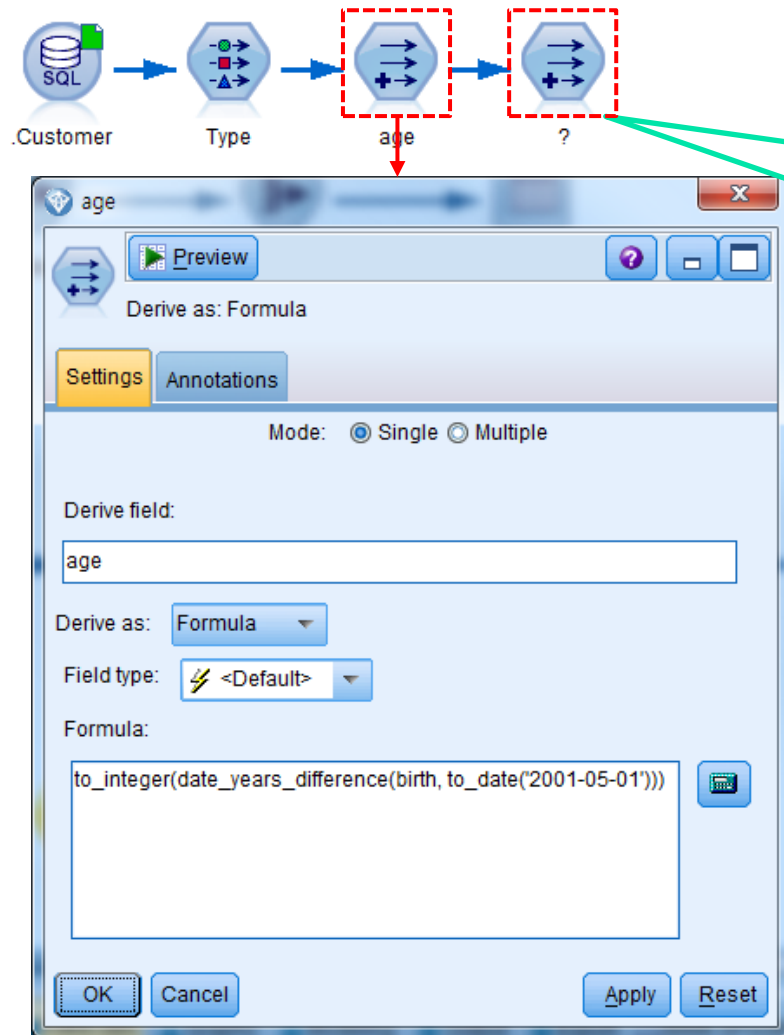 SQL
.Customer Type age ?
age
Preview
Derive as: Formula
Settings Annotations
Mode: Single Multiple
Derive field:
age
Derive as: Formula
Field type: <Default>
Formula:
to_integer(date_years_difference(birth, to_date('2001-05-01')))
OK Cancel Apply Reset